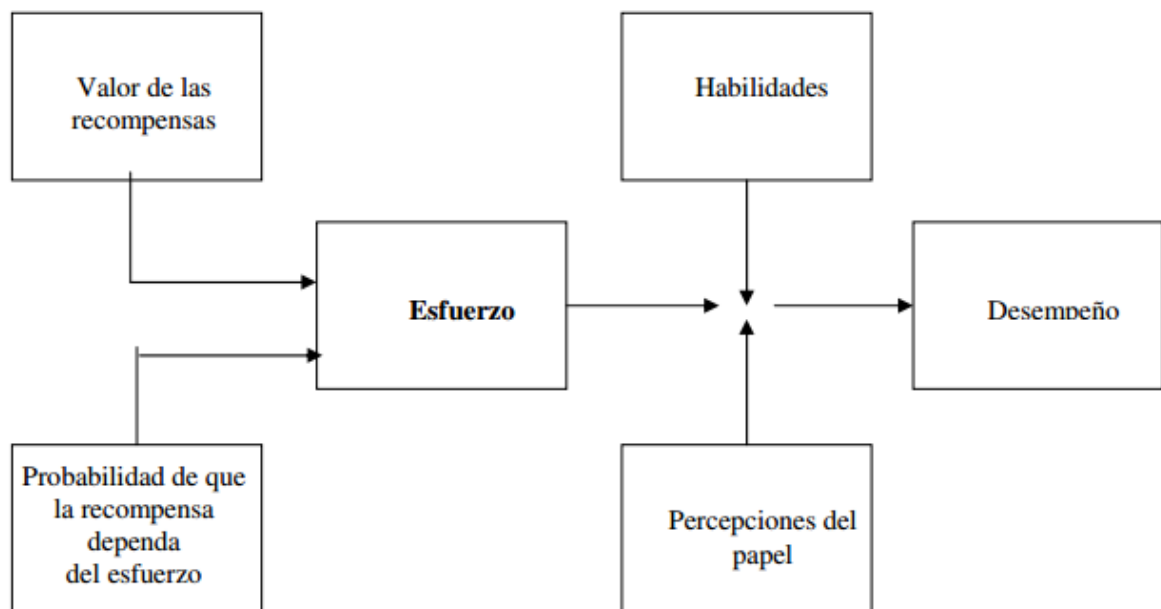 Valor de las
recompensas
Habilidades
Esfuerzo
Desempeño
Probabilidad de que
la recompensa
dependa
del esfuerzo
Percepciones del
papel